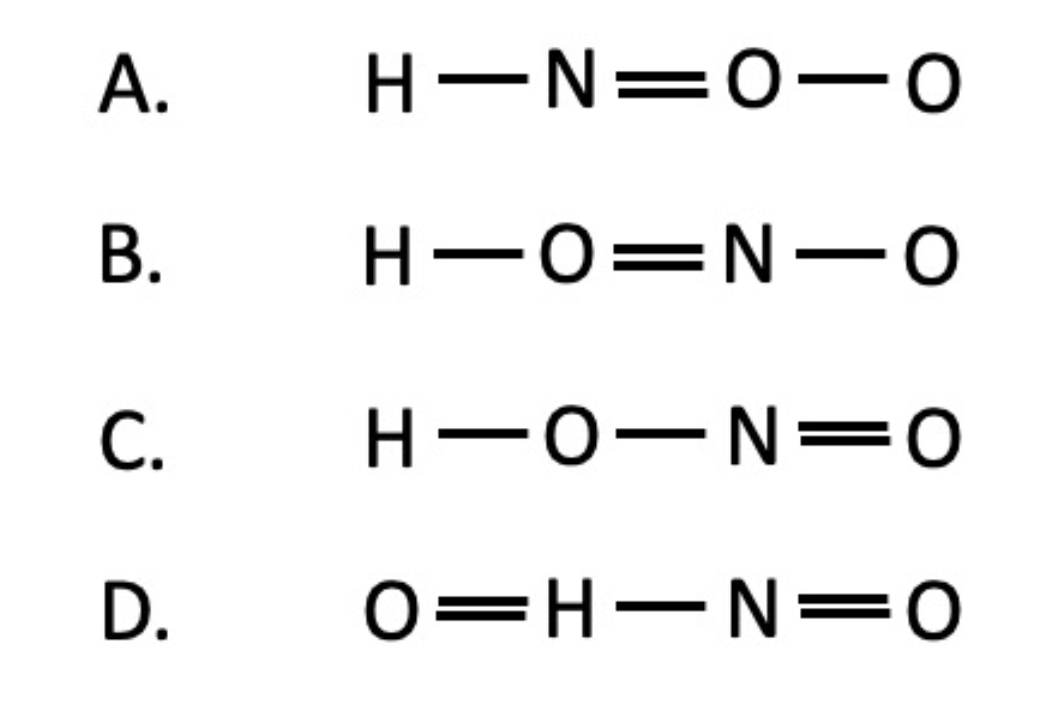 A. H — N = O — O
B. H — O = N — O
C. H — O — N = O
D. O = H — N = O